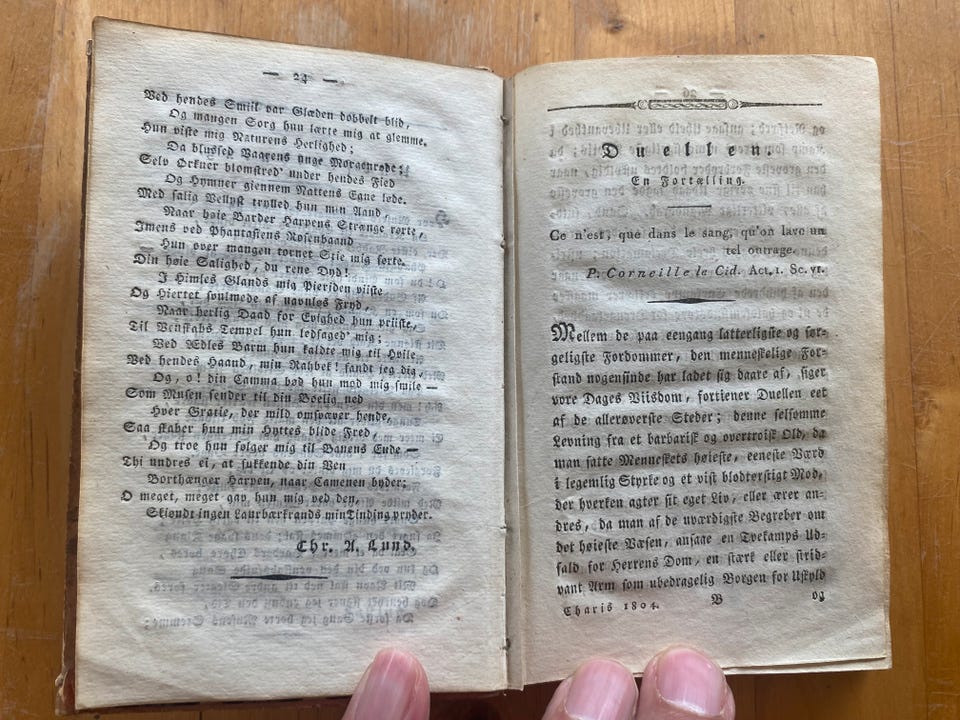 — 24 —
Ved hendes Smiil var Glæden dobbelt blid,
Og mangen Sorg hun lærte mig at glemme.
Hun viste mig Naturens Herlighed;
Da blussed Vaarens unge Morgenrøde;
Selv Orkner blomstred' under hendes Fied
Og Hymner giennem Nattens Egne løde.
Med salig Vellyst trylled hun min Aand
Naar høie Barder Harpens Strænge rørte,
Imens ved Phantasiens Rosenbaand
Hun over mangen tornet Stie mig førte.
Din høie Salighed, du rene Dyd!
I Himlens Glands mig Pieriden viiste
Og Hiertet svulmede af navnløs Fryd,
Naar herlig Daad for Evighed hun priiste,
Til Venskabs Tempel hun ledsaged' mig;
Ved Ædles Barm hun kaldte mig til Hvile,
Ved hendes Haand, min Rahbek! fandt jeg dig,
Og, o! din Camma bød hun mod mig smile —
Som Musen sender til din Boelig ned
Hver Gratie, der mild omsvæver hende,
Saa skaber hun min Hyttes blide Fred,
Og troe hun følger mig til Banens Ende —
Thi undres ei, at sukkende din Ven
Borthænger Harpen, naar Camenen byder;
O meget, meget gav hun mig ved den,
Skiøndt ingen Laurbærkrands min Tinding pryder.
Chr. A. Lund.
Duellen.
En Fortælling.
Ce n'est, que dans le sang, qu'on lave un
tel outrage.
P. Corneille le Cid. Act. I. Sc. VI.
Mellem de paa eengang latterligste og sør-
geligste Fordommer, den menneskelige For-
stand nogensinde har ladet sig daare af, siger
vore Dages Viisdom, fortiener Duellen eet
af de allerøverste Steder; denne selsomme
Levning fra et barbarisk og overtroisk Old, da
man satte Menneskets høieste, eeneste Værd
i legemlig Styrke og et vist blodtørstigt Mod,
der hverken agter sit eget Liv, eller ærer an-
dres, da man af de uværdigste Begreber om
det høieste Væsen, ansaae en Tvekamps Ud-
fald for Herrens Dom, en stærk eller strid-
vant Arm som ubedragelig Borgen for Uskyld
Charis 1804. B og